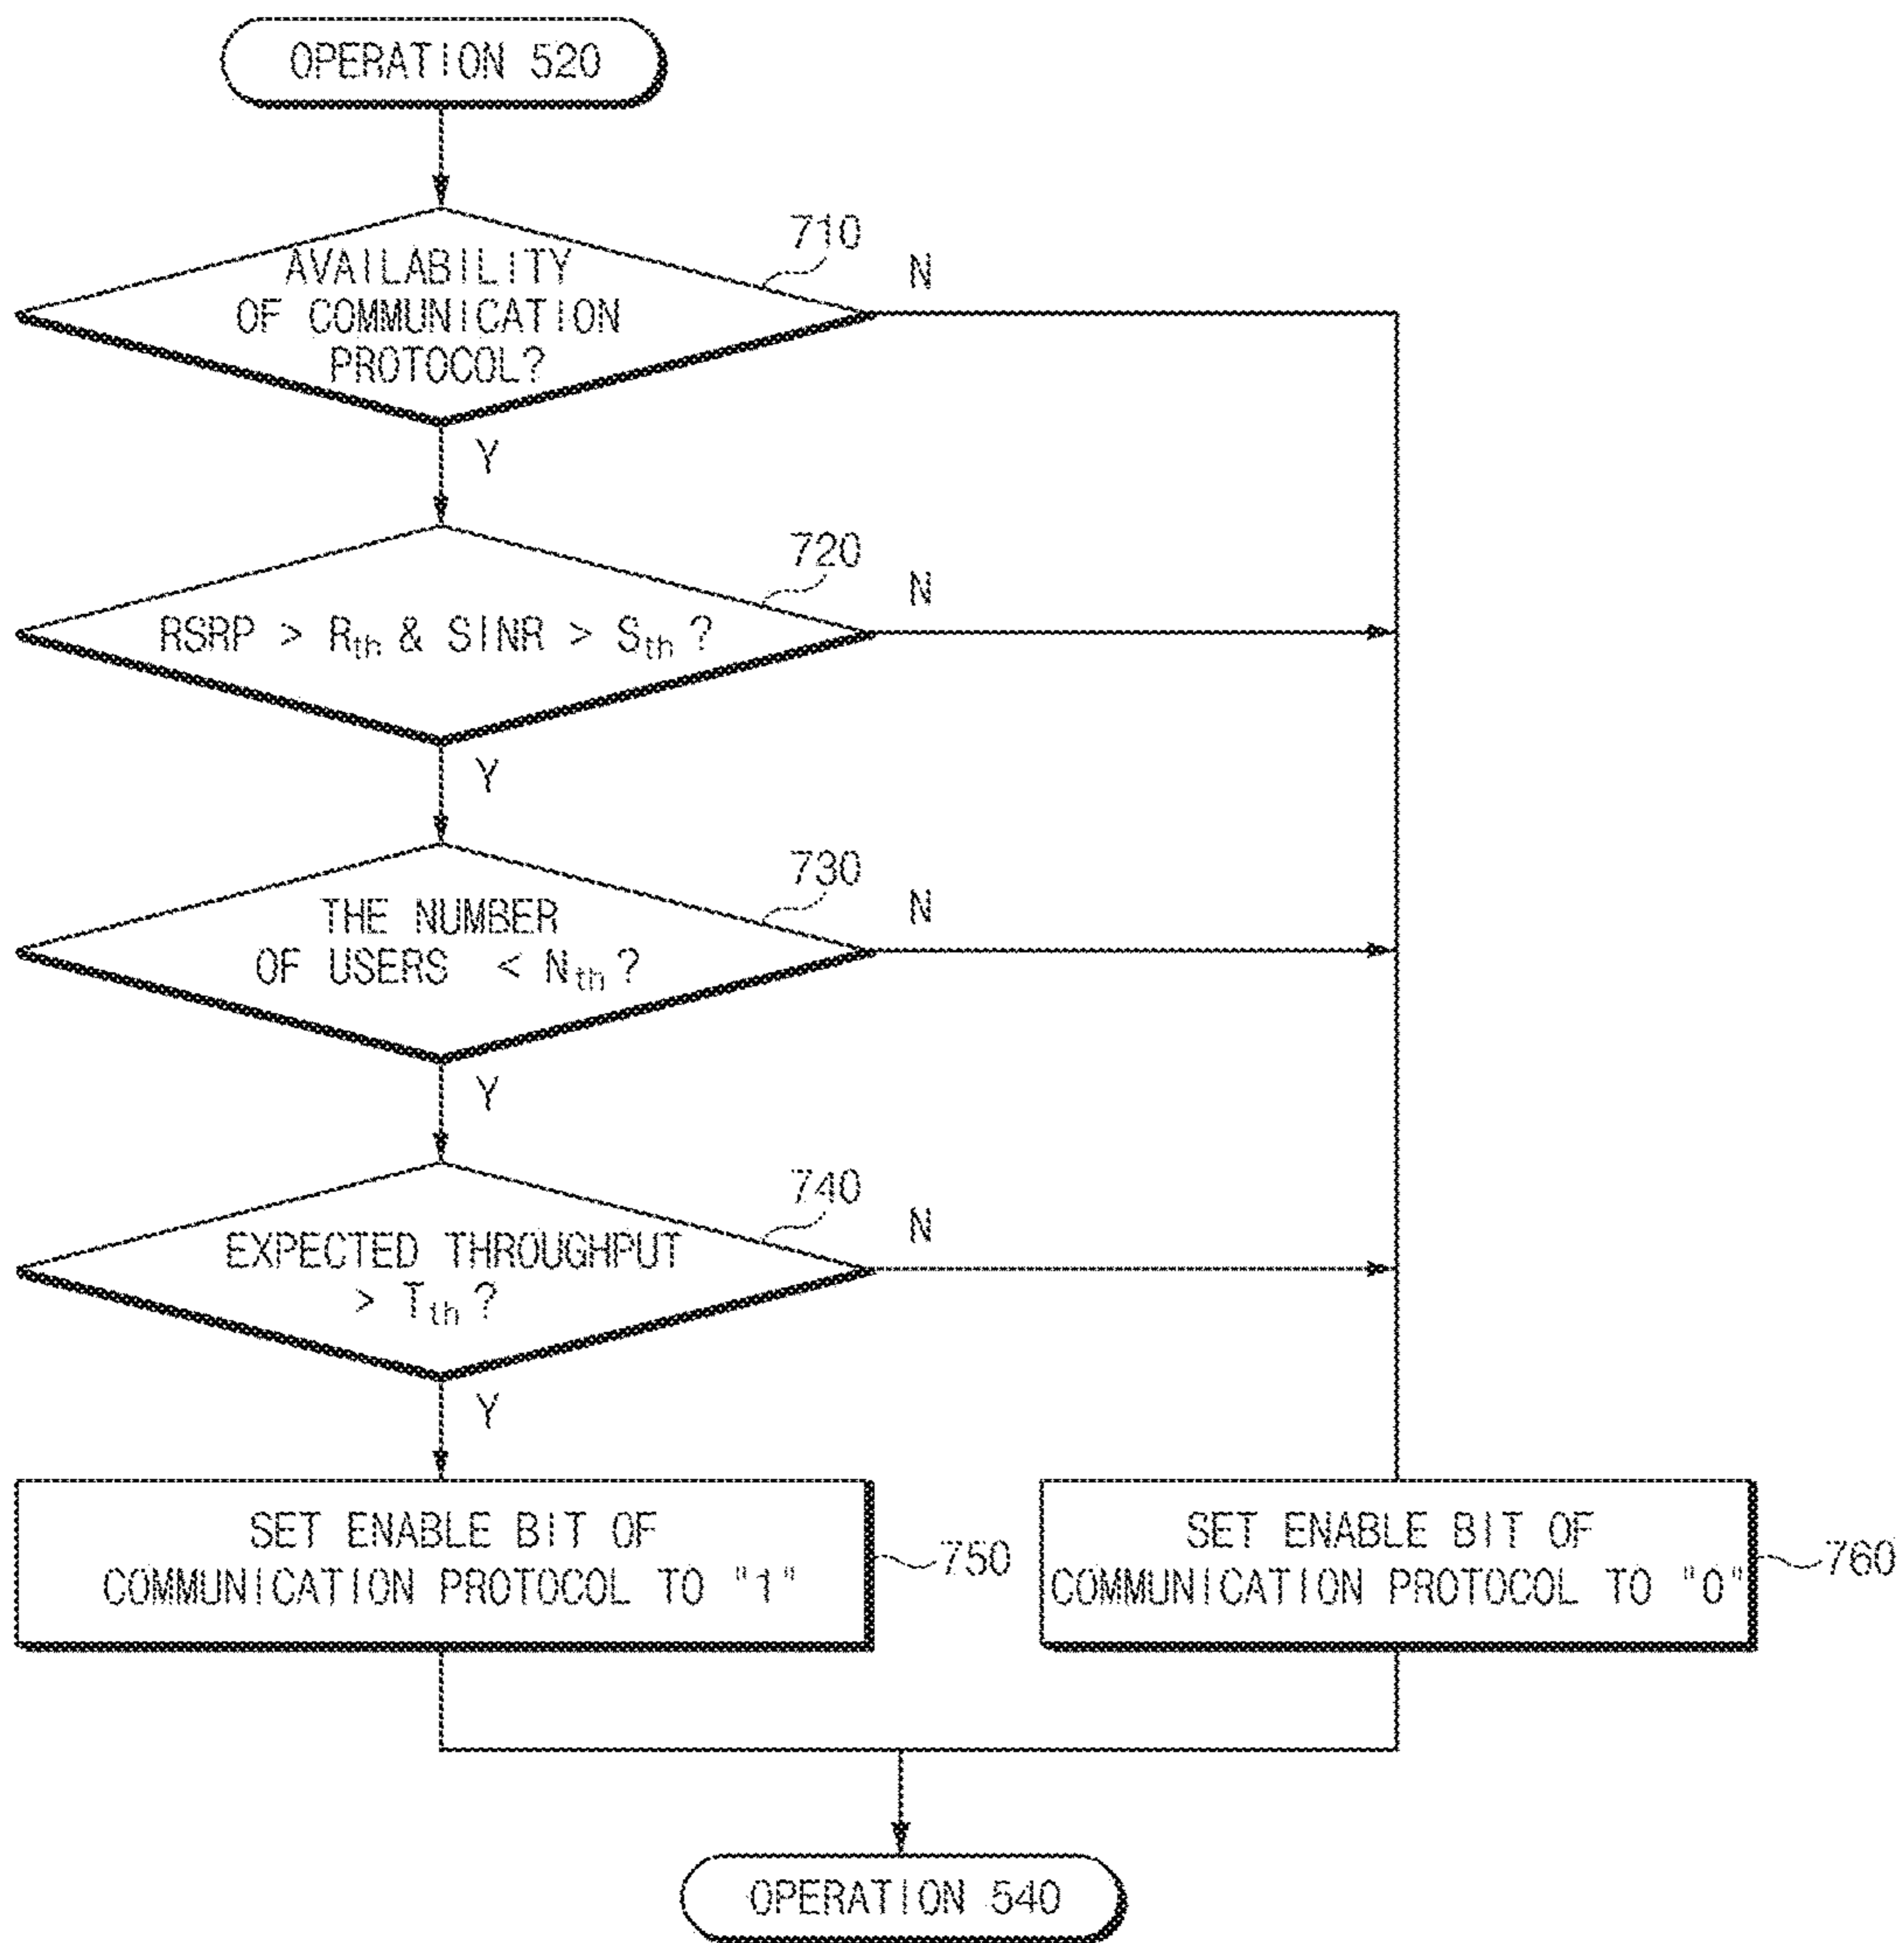 OPERATION 520
710
N
AVAILABILITY
OF COMMUNICATION
PROTOCOL?
Y
720
N
RSRP > Rth & SINR > Sth ?
Y
730
N
THE NUMBER
OF USERS < Nth ?
Y
740
N
EXPECTED THROUGHPUT
> Tth ?
Y
SET ENABLE BIT OF
COMMUNICATION PROTOCOL TO "1"
750
SET ENABLE BIT OF
COMMUNICATION PROTOCOL TO "0"
760
OPERATION 540